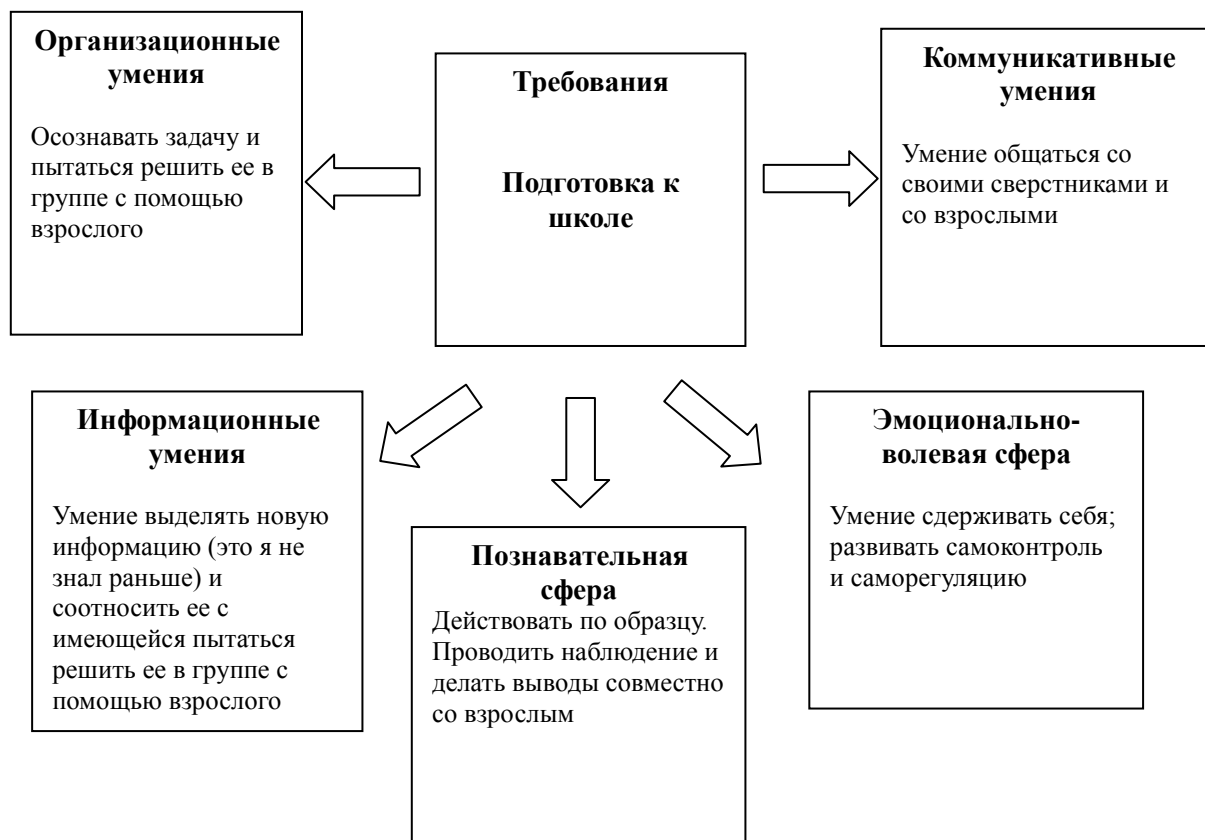 Организационные
умения
Осознавать задачу и
пытаться решить ее в
группе с помощью
взрослого
Требования
Подготовка к
школе
Коммуникативные
умения
Умение общаться со
своими сверстниками и
со взрослыми
Информационные
умения
Умение выделять новую
информацию (это я не
знал раньше) и
соотносить ее с
имеющейся пытаться
решить ее в группе с
помощью взрослого
Познавательная
сфера
Действовать по образцу.
Проводить наблюдение и
делать выводы совместно
со взрослым
Эмоционально-
волевая сфера
Умение сдерживать себя;
развивать самоконтроль
и саморегуляцию